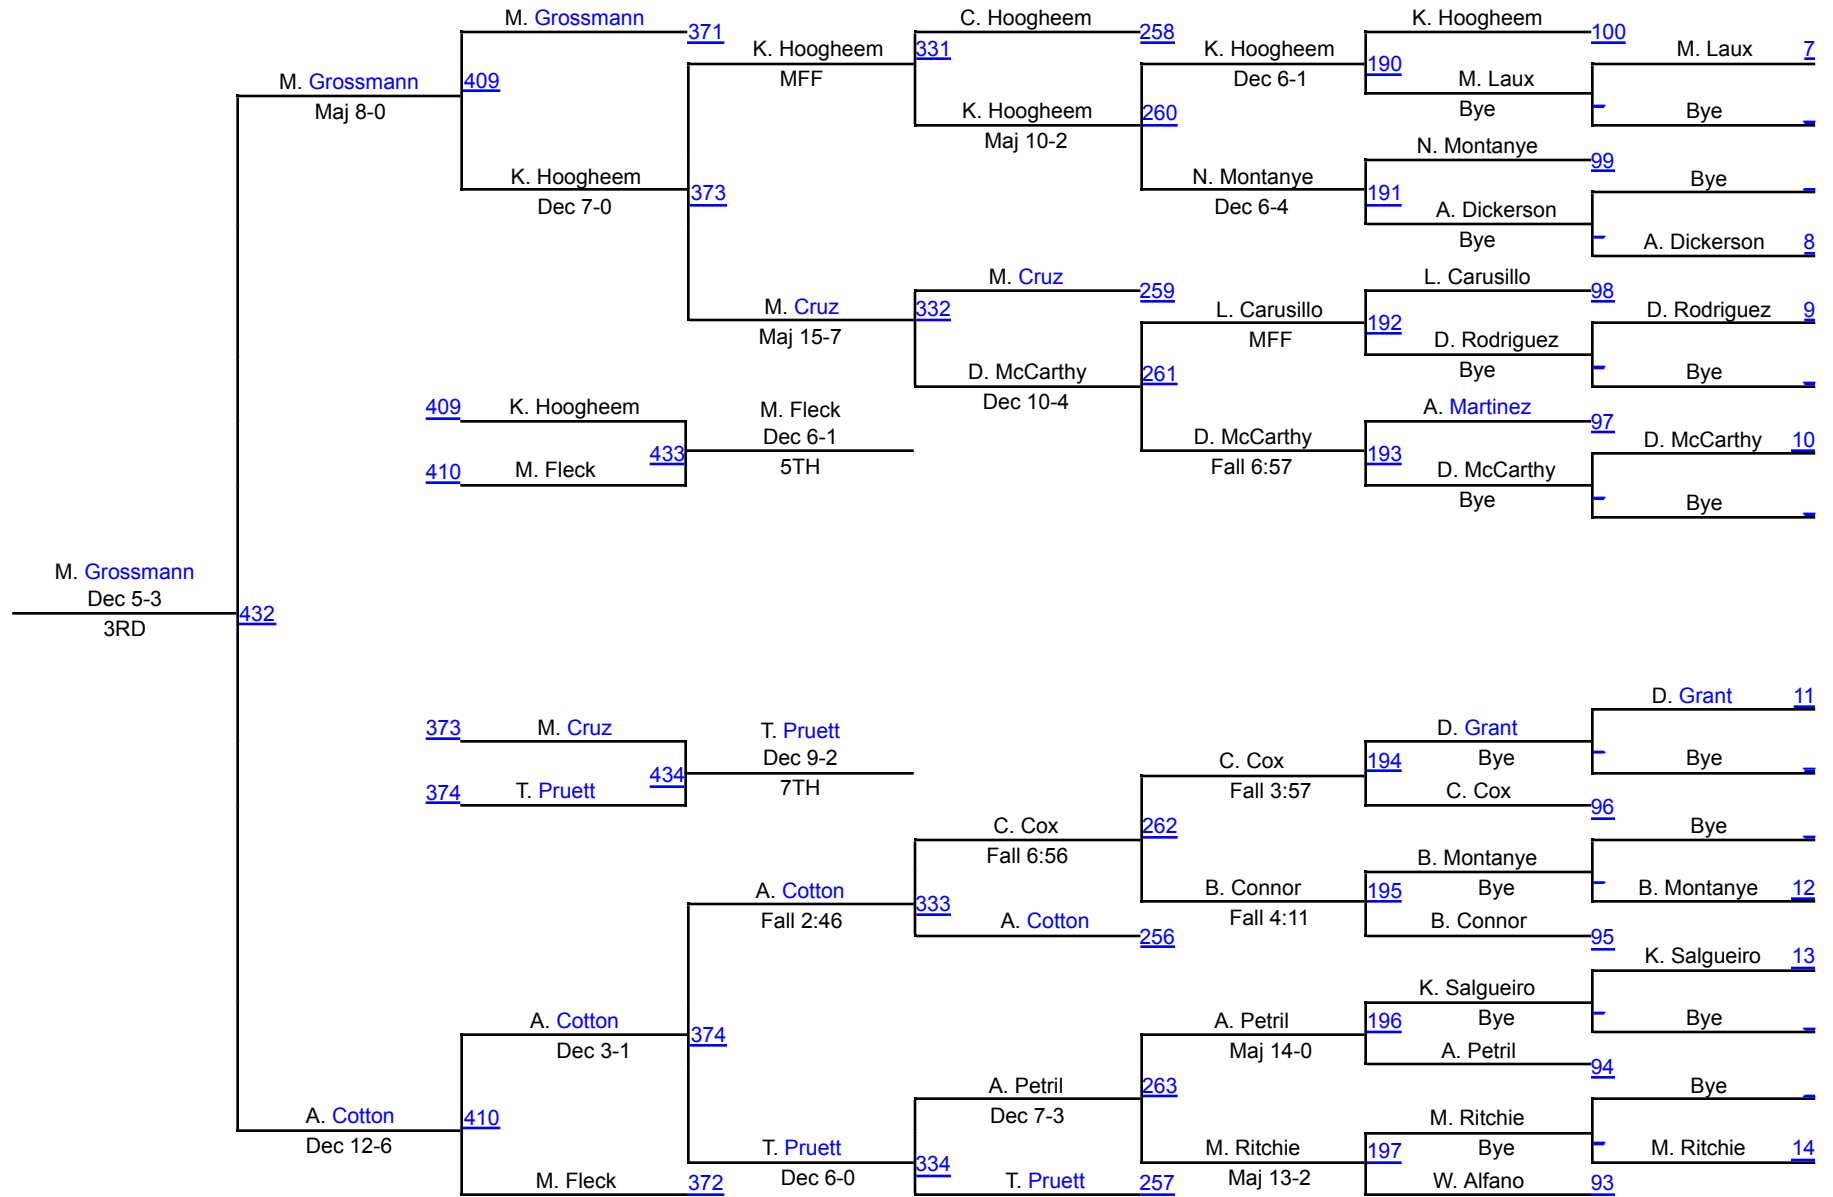 M. Grossmann
371
C. Hoogheem
258
K. Hoogheem
100
M. Laux
7
K. Hoogheem
MFF
331
K. Hoogheem
Dec 6-1
190
M. Laux
Bye
M. Grossmann
Maj 8-0
409
K. Hoogheem
Maj 10-2
260
Bye
N. Montanye
99
Bye
K. Hoogheem
Dec 7-0
373
N. Montanye
Dec 6-4
191
A. Dickerson
Bye
A. Dickerson
8
M. Cruz
259
L. Carusillo
98
D. Rodriguez
9
M. Cruz
Maj 15-7
332
L. Carusillo
MFF
192
D. Rodriguez
Bye
D. McCarthy
Dec 10-4
261
Bye
409
K. Hoogheem
M. Fleck
Dec 6-1
5TH
433
410
M. Fleck
A. Martinez
97
D. McCarthy
10
D. McCarthy
Fall 6:57
193
D. McCarthy
Bye
Bye
M. Grossmann
Dec 5-3
3RD
432
D. Grant
11
373
M. Cruz
T. Pruett
Dec 9-2
7TH
434
374
T. Pruett
D. Grant
Bye
Bye
C. Cox
Fall 3:57
194
C. Cox
96
C. Cox
Fall 6:56
262
Bye
B. Montanye
Bye
B. Montanye
12
A. Cotton
Fall 2:46
333
B. Connor
Fall 4:11
195
B. Connor
95
A. Cotton
256
K. Salgueiro
13
K. Salgueiro
Bye
Bye
A. Cotton
Dec 3-1
374
A. Petril
Maj 14-0
196
A. Petril
94
A. Petril
Dec 7-3
263
Bye
A. Cotton
Dec 12-6
410
M. Ritchie
Bye
T. Pruett
Dec 6-0
334
M. Ritchie
Maj 13-2
197
M. Ritchie
14
M. Fleck
372
T. Pruett
257
W. Alfano
93